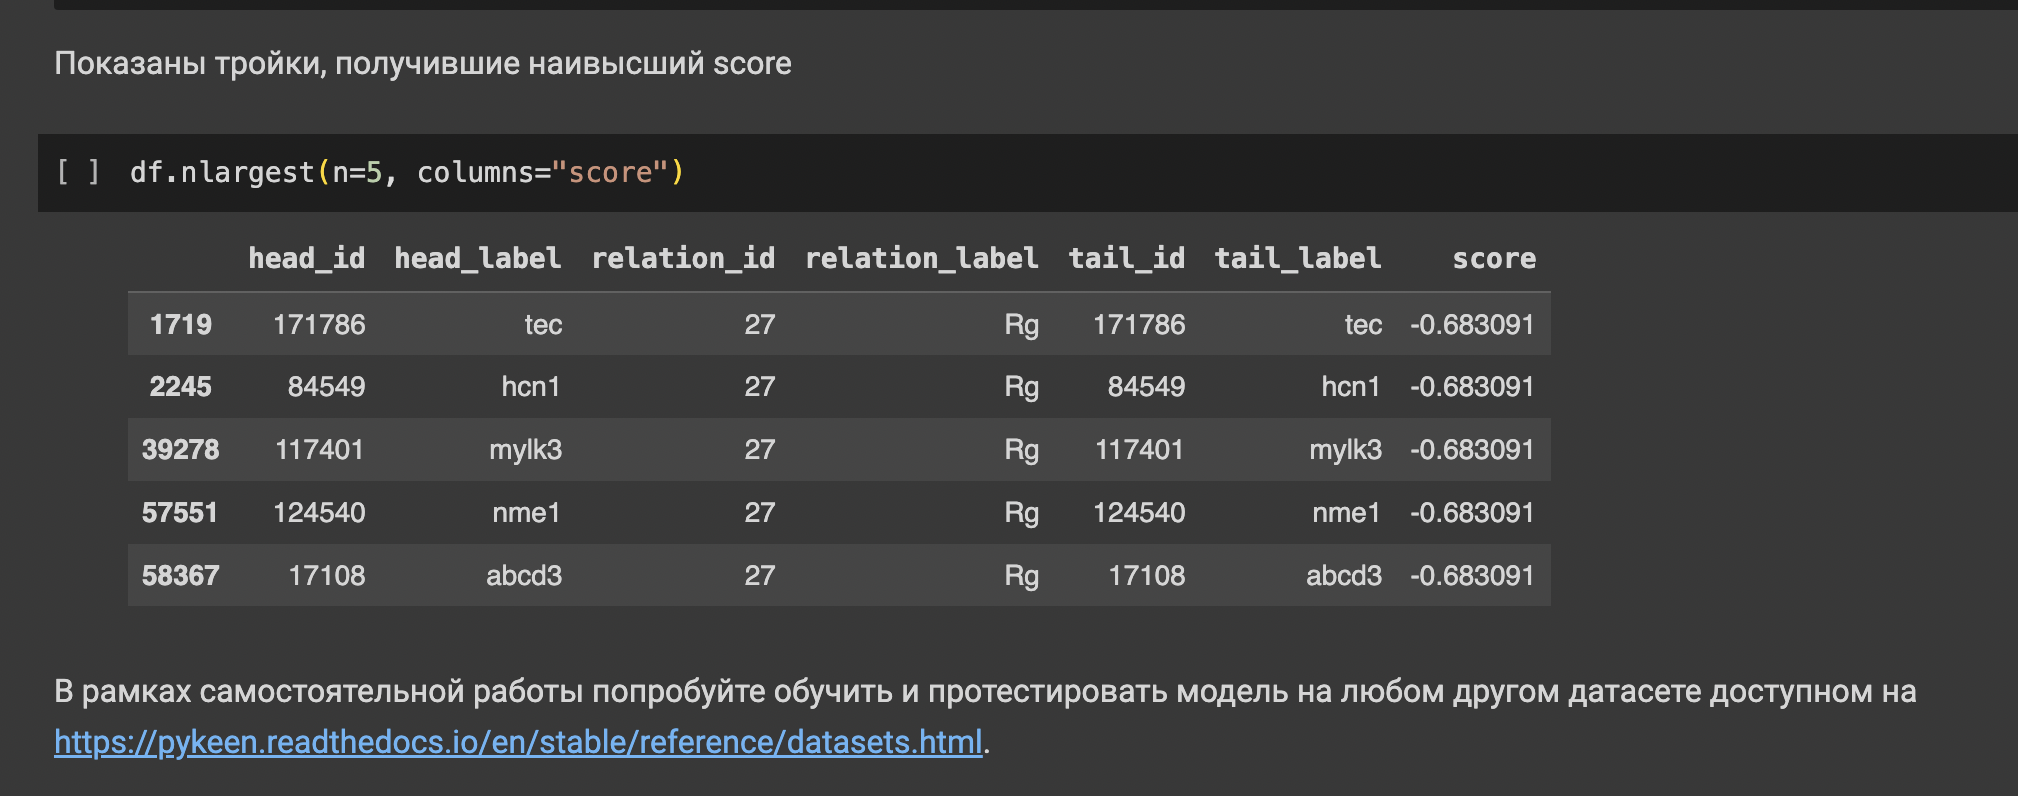 Показаны тройки, получившие наивысший score
[ ] df.nlargest(n=5, columns="score")
head_id head_label relation_id relation_label tail_id tail_label score
1719 171786 tec 27 Rg 171786 tec -0.683091
2245 84549 hcn1 27 Rg 84549 hcn1 -0.683091
39278 117401 mylk3 27 Rg 117401 mylk3 -0.683091
57551 124540 nme1 27 Rg 124540 nme1 -0.683091
58367 17108 abcd3 27 Rg 17108 abcd3 -0.683091
В рамках самостоятельной работы попробуйте обучить и протестировать модель на любом другом датасете доступном на
https://pykeen.readthedocs.io/en/stable/reference/datasets.html.